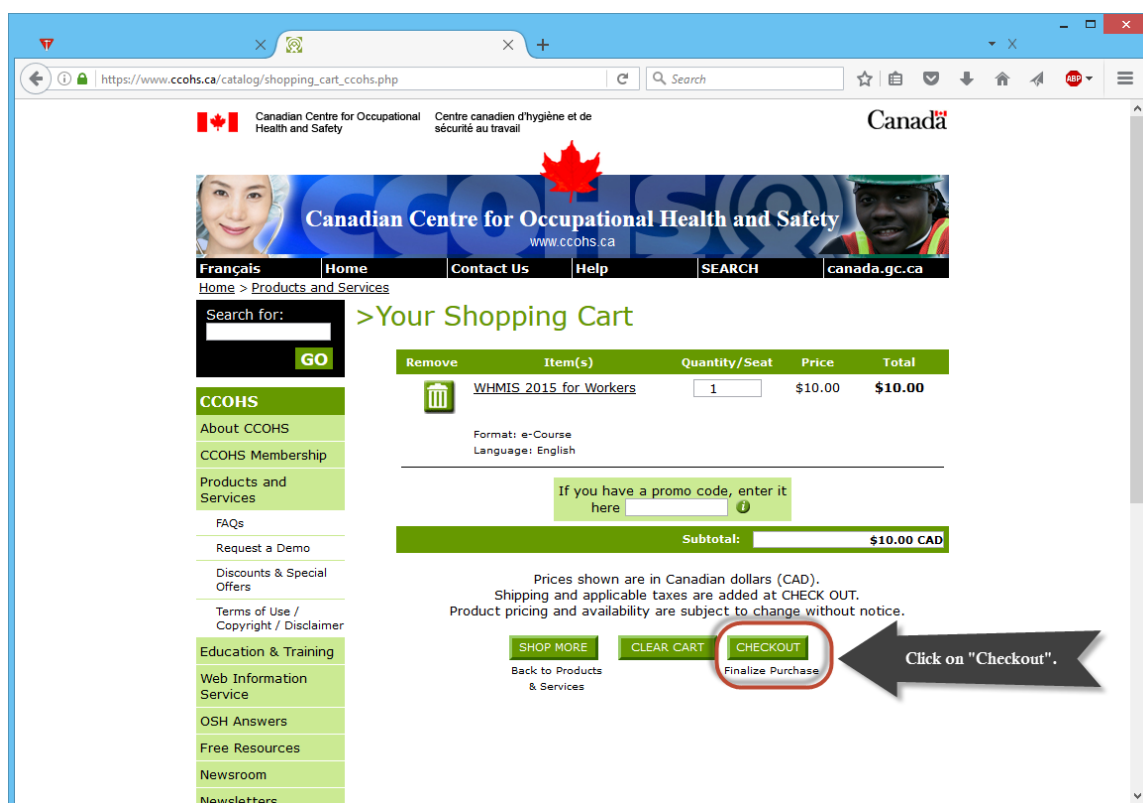 https://www.ccohs.ca/catalog/shopping_cart_ccohs.php
Search
ABP
Canadian Centre for Occupational
Health and Safety
Centre canadien d'hygiène et de
sécurité au travail
Canada
CCOHS
Canadian Centre for Occupational Health and Safety
www.ccohs.ca
Français Home Contact Us Help SEARCH canada.gc.ca
Home > Products and Services
Search for:
GO
>Your Shopping Cart
Remove Item(s) Quantity/Seat Price Total
WHMIS 2015 for Workers 1 $10.00 $10.00
Format: e-Course
Language: English
If you have a promo code, enter it
here
Subtotal: $10.00 CAD
Prices shown are in Canadian dollars (CAD).
Shipping and applicable taxes are added at CHECK OUT.
Product pricing and availability are subject to change without notice.
SHOP MORE CLEAR CART CHECKOUT
Back to Products
& Services
Finalize Purchase
Click on "Checkout".
CCOHS
About CCOHS
CCOHS Membership
Products and
Services
FAQs
Request a Demo
Discounts & Special
Offers
Terms of Use /
Copyright / Disclaimer
Education & Training
Web Information
Service
OSH Answers
Free Resources
Newsroom
Newsletters